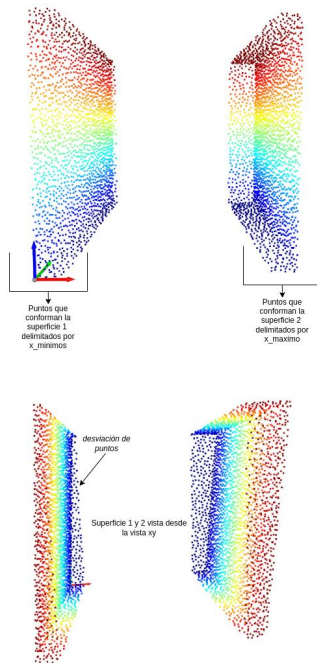 Puntos que
conforman la
superficie 1
delimitados por
x_minimos
Puntos que
conforman la
superficie 2
delimitados por
x_maximo
desviación de
puntos
Superficie 1 y 2 vista desde
la vista xy